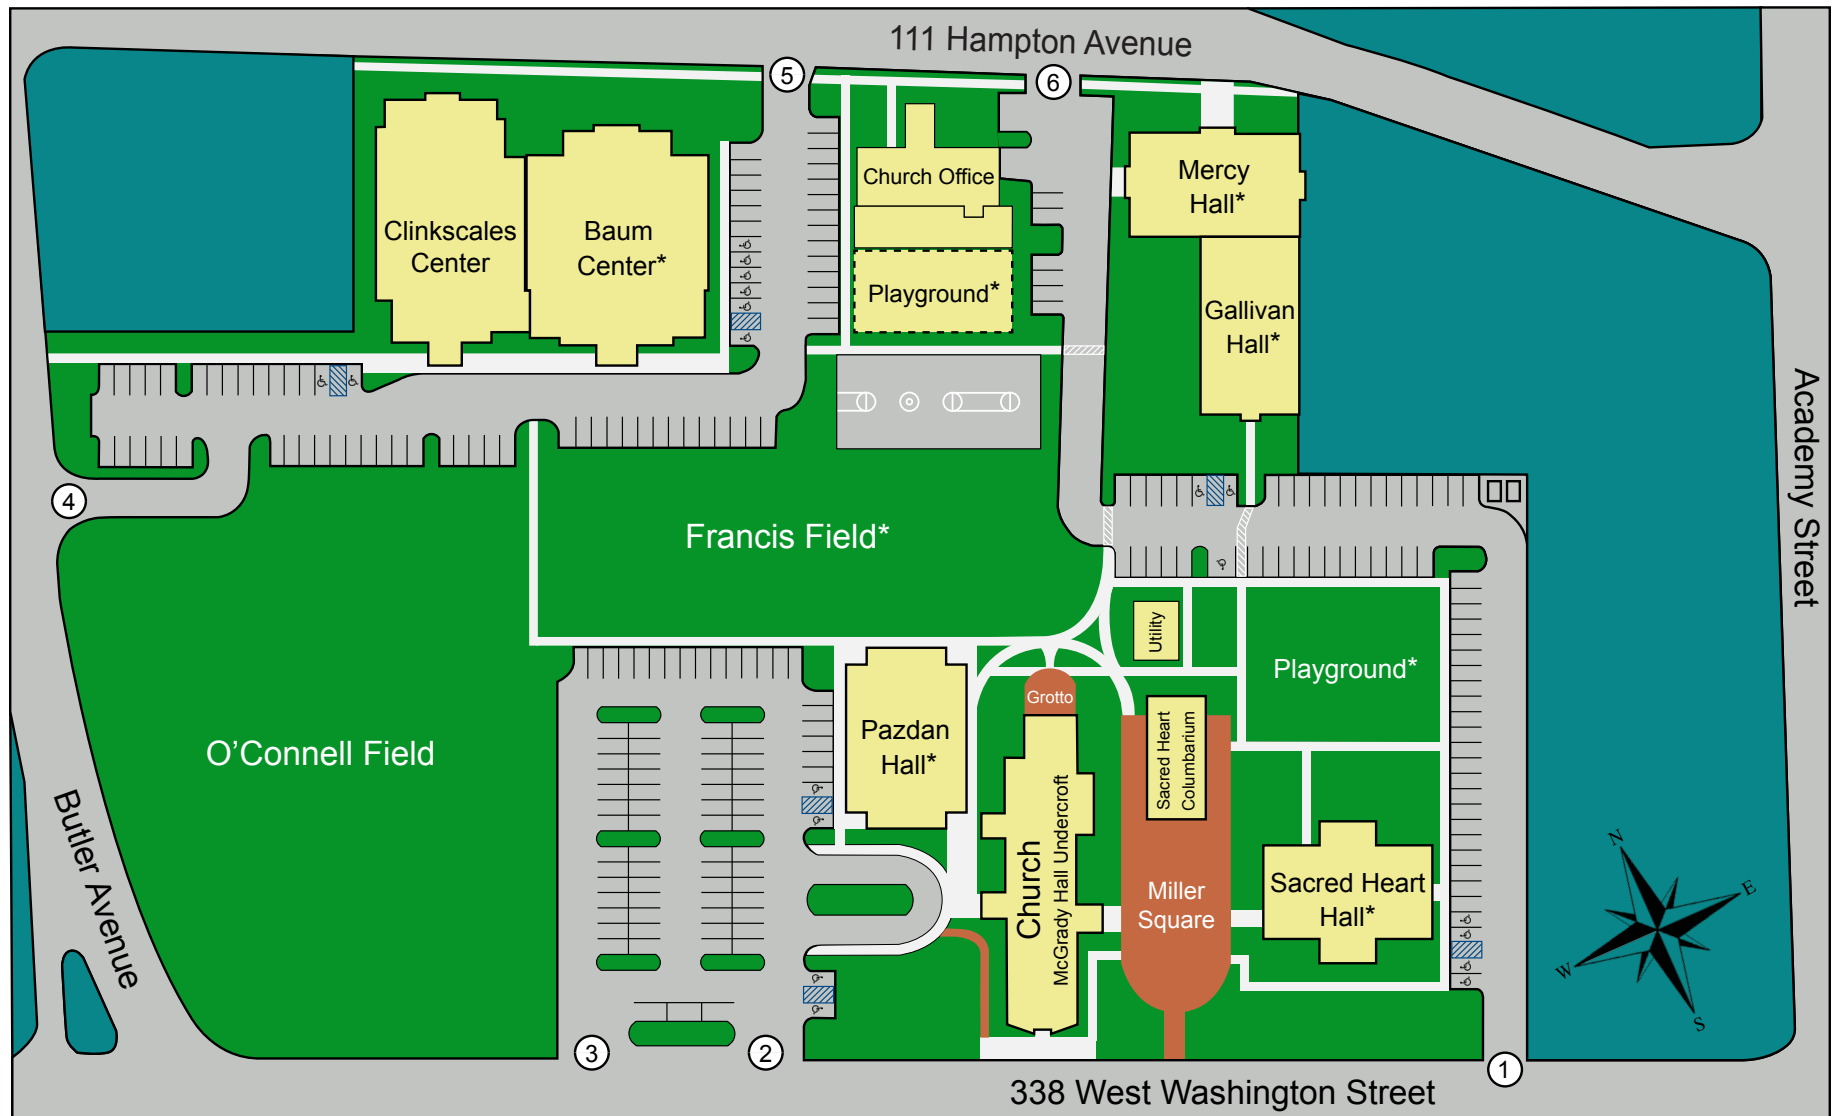 111 Hampton Avenue
5
6
Church Office
Mercy
Hall*
Clinkscales
Center
Baum
Center*
Playground*
Gallivan
Hall*
Academy Street
4
Francis Field*
Utility
Playground*
Grotto
O'Connell Field
Pazdan
Hall*
Sacred Heart
Columbarium
Butler Avenue
Church
McGrady Hall Undercroft
Miller
Square
Sacred Heart
Hall*
N
E
W
S
3
2
1
338 West Washington Street